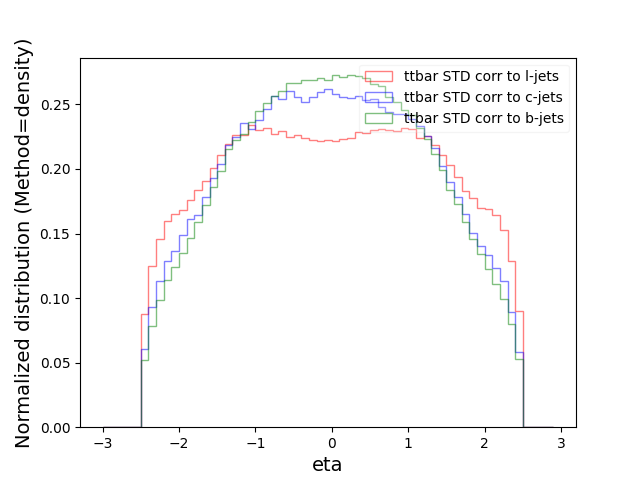 Normalized distribution (Method=density)
0.25
0.20
0.15
0.10
0.05
0.00
−3
−2
−1
0
1
2
3
eta
ttbar STD corr to l-jets
ttbar STD corr to c-jets
ttbar STD corr to b-jets